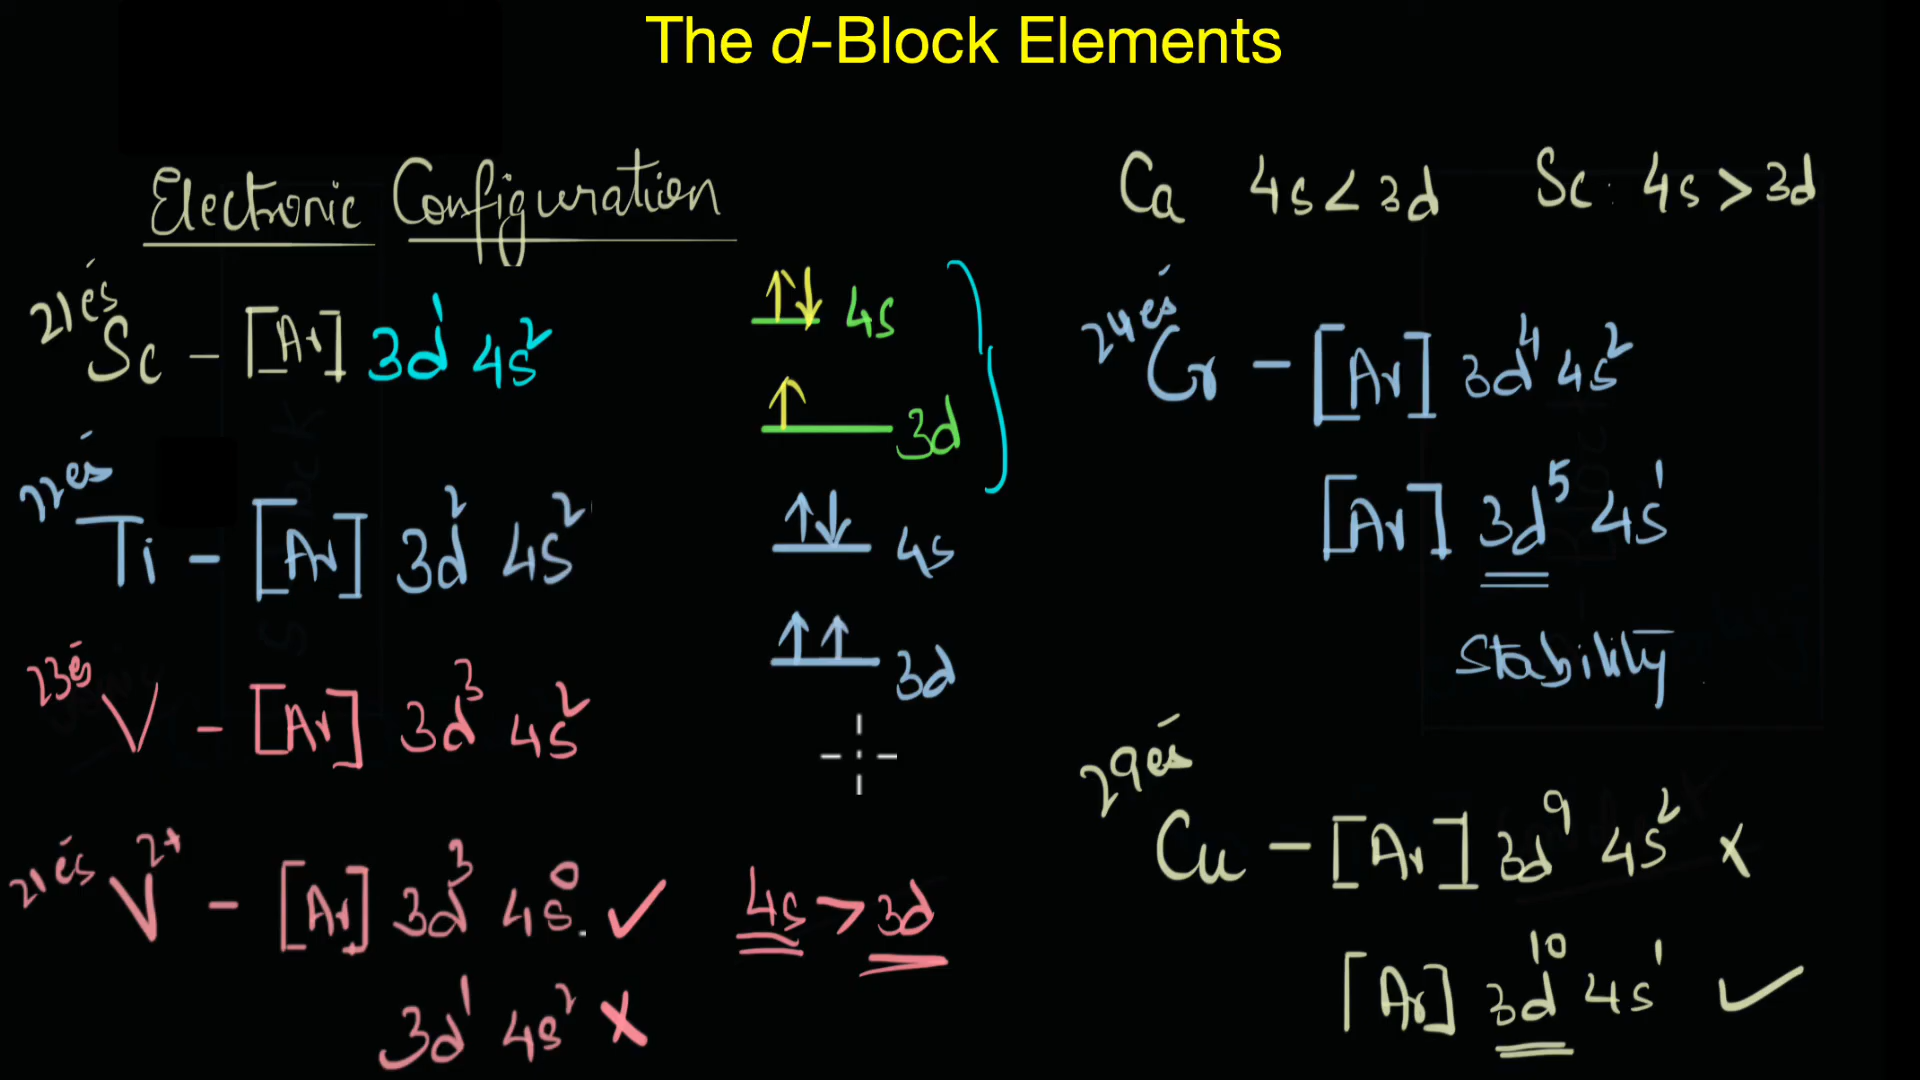 The d-Block Elements
Electronic Configuration
21és
Sc – [Ar] 3d¹ 4s²
22és
Ti – [Ar] 3d² 4s²
23és
V – [Ar] 3d³ 4s²
21és
V²⁺ – [Ar] 3d³ 4s⁰ ✓
3d¹ 4s² ×
↑↓ 4s
↑ 3d
↑↓ 4s
↑↑ 3d
4s > 3d
Ca 4s < 3d Sc: 4s > 3d
24és
Cr – [Ar] 3d⁴ 4s²
[Ar] 3d⁵ 4s¹
Stability
29és
Cu – [Ar] 3d⁹ 4s² ×
[Ar] 3d¹⁰ 4s¹ ✓